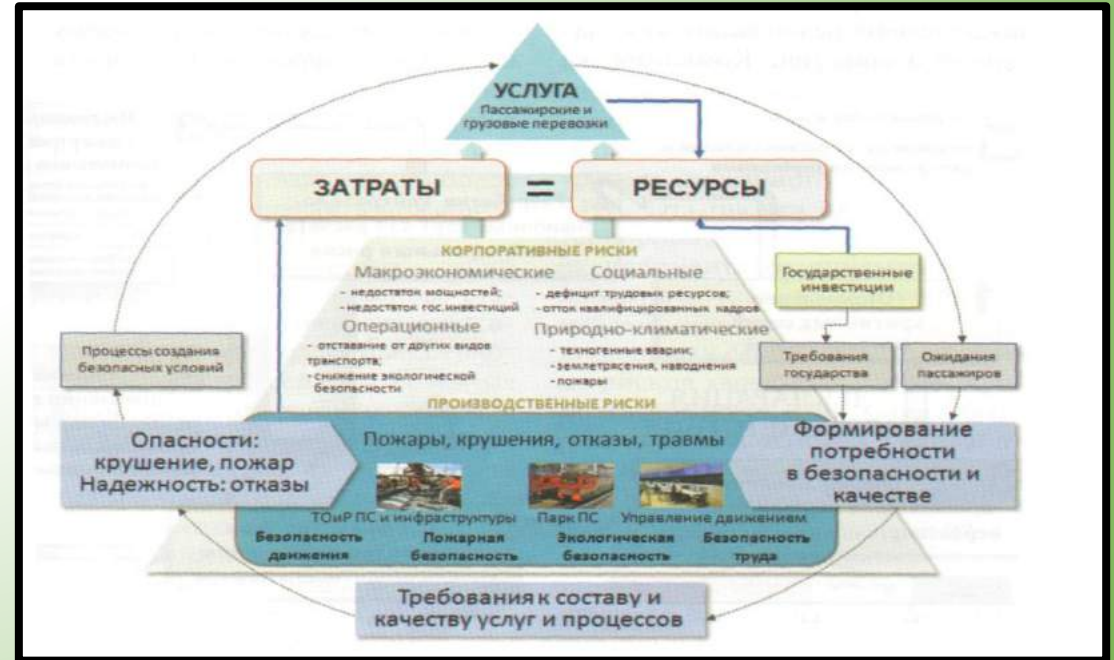 УСЛУГА
Пассажирские и
грузовые перевозки
ЗАТРАТЫ
=
РЕСУРСЫ
КОРПОРАТИВНЫЕ РИСКИ
Макроэкономические
- недостаток мощностей;
-недостаток гос.инвестиций
Социальные
- дефицит трудовых ресурсов;
-отток квалифицированных кадров
Операционные
- отставание от других видов
транспорта;
-снижение экологической
безопасности
Природно-климатические
- техногенные аварии;
-землетрясения, наводнения
-пожары
Государственные
инвестиции
Процессы создания
безопасных условий
Требования
государства
Ожидания
пассажиров
ПРОИЗВОДСТВЕННЫЕ РИСКИ
Опасности:
крушение, пожар
Надежность: отказы
Пожары, крушения, отказы, травмы
Формирование
потребности
в безопасности и
качестве
ТОиР ПС и инфраструктуры
Парк ПС
Управление движением
Безопасность
движения
Пожарная
безопасность
Экологическая
безопасность
Безопасность
труда
Требования к составу и
качеству услуг и процессов